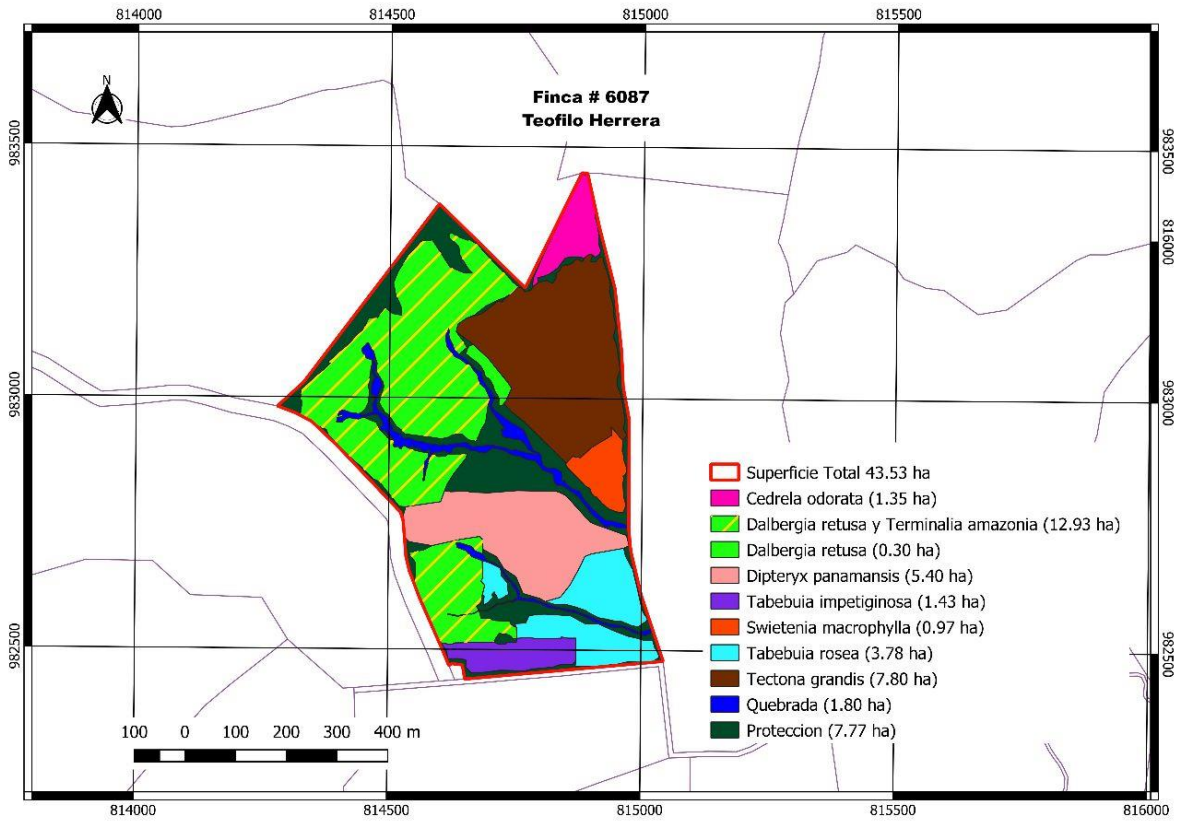 814000 814500 815000 815500
N
Finca # 6087
Teofilo Herrera
983500
983500
816000
983000
983000
982500
982500
Superficie Total 43.53 ha
Cedrela odorata (1.35 ha)
Dalbergia retusa y Terminalia amazonia (12.93 ha)
Dalbergia retusa (0.30 ha)
Dipteryx panamansis (5.40 ha)
Tabebuia impetiginosa (1.43 ha)
Swietenia macrophylla (0.97 ha)
Tabebuia rosea (3.78 ha)
Tectona grandis (7.80 ha)
Quebrada (1.80 ha)
Proteccion (7.77 ha)
100 0 100 200 300 400 m
814000 814500 815000 815500 816000